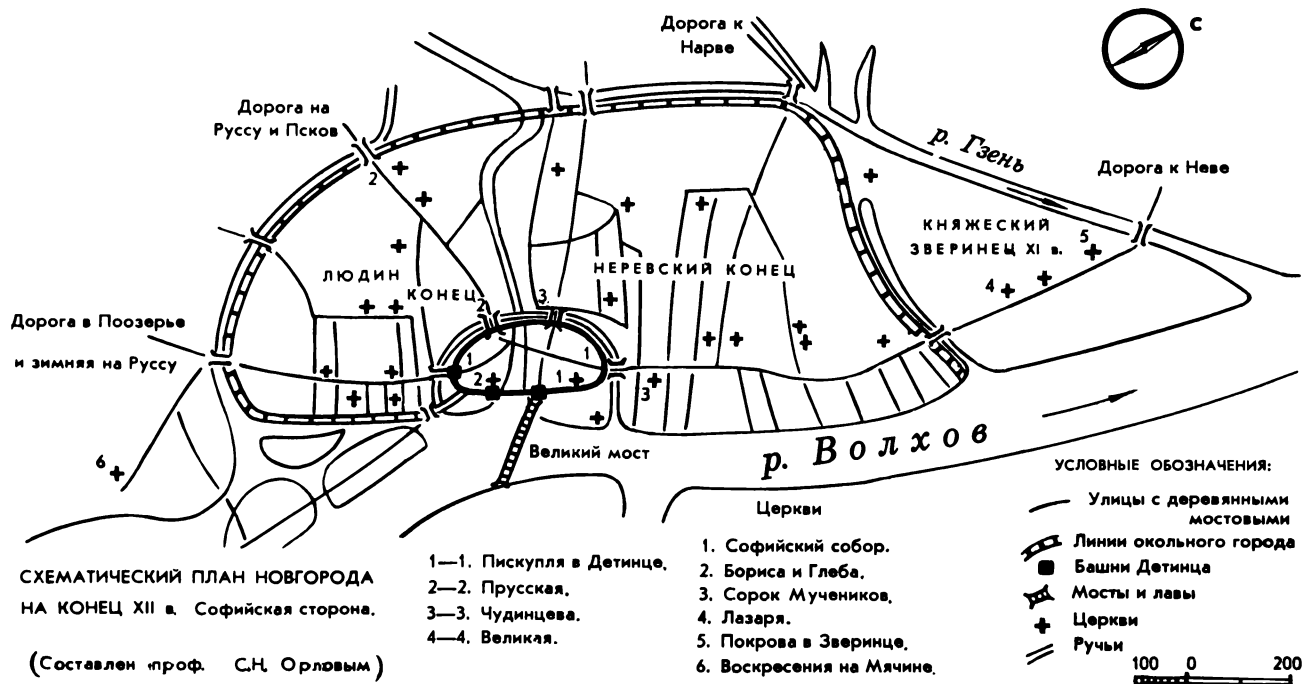 Дорога к
Нарве
С
Дорога на
Руссу и Псков
2
р. Гзень
Дорога к Неве
КНЯЖЕСКИЙ
ЗВЕРИНЕЦ XI в.
5
4
ЛЮДИН
КОНЕЦ
НЕРЕВСКИЙ КОНЕЦ
2
3
Дорога в Поозерье
и зимняя на Руссу
1
1
2
1
3
6
Великий мост
р. Волхов
УСЛОВНЫЕ ОБОЗНАЧЕНИЯ:
Улицы с деревянными
мостовыми
Линии окольного города
Башни Детинца
Мосты и лавы
Церкви
Ручьи
100 0 200
Церкви
1. Софийский собор.
2. Бориса и Глеба.
3. Сорок Мучеников.
4. Лазаря.
5. Покрова в Зверинце.
6. Воскресения на Мячине.
1—1. Пискупля в Детинце.
2—2. Прусская.
3—3. Чудинцева.
4—4. Великая.
СХЕМАТИЧЕСКИЙ ПЛАН НОВГОРОДА
НА КОНЕЦ XII в. Софийская сторона.
(Составлен проф. С.Н. Орловым)